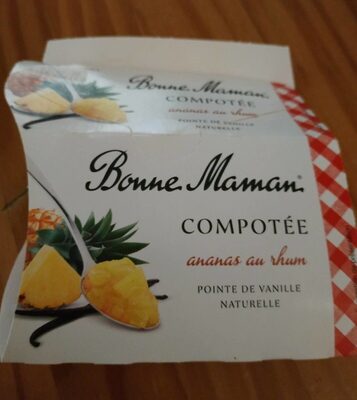 Bonne Maman
COMPOTÉE
ananas au rhum
POINTE DE VANILLE
NATURELLE
Bonne Maman®
COMPOTÉE
ananas au rhum
POINTE DE VANILLE
NATURELLE